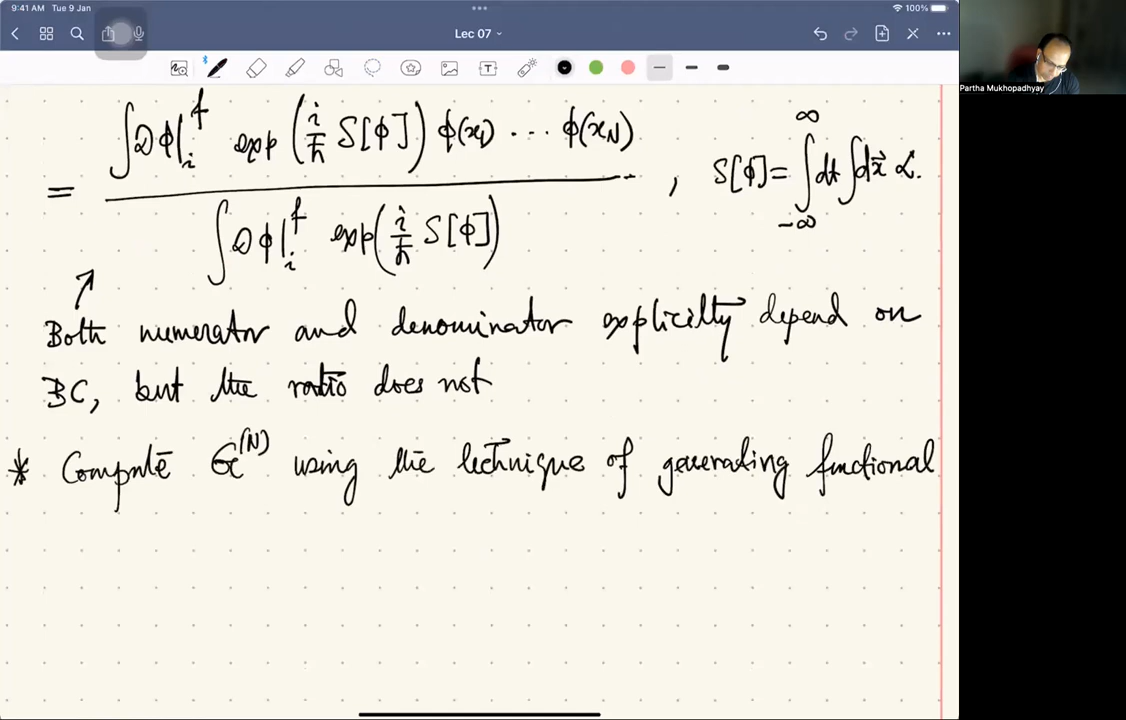 9:41 AM Tue 9 Jan
100%
Lec 07
Partha Mukhopadhyay
= ∫𝒟ϕ|ᵢᶠ exp(i/ħ S[ϕ]) ϕ(x₁) ··· ϕ(x_N) / ∫𝒟ϕ|ᵢᶠ exp(i/ħ S[ϕ]) , S[ϕ] = ∫_{-∞}^{∞} dt ∫dx⃗ ℒ.
Both numerator and denominator explicitly depend on
BC, but the ratio does not
* Compute G^(N) using the technique of generating functional